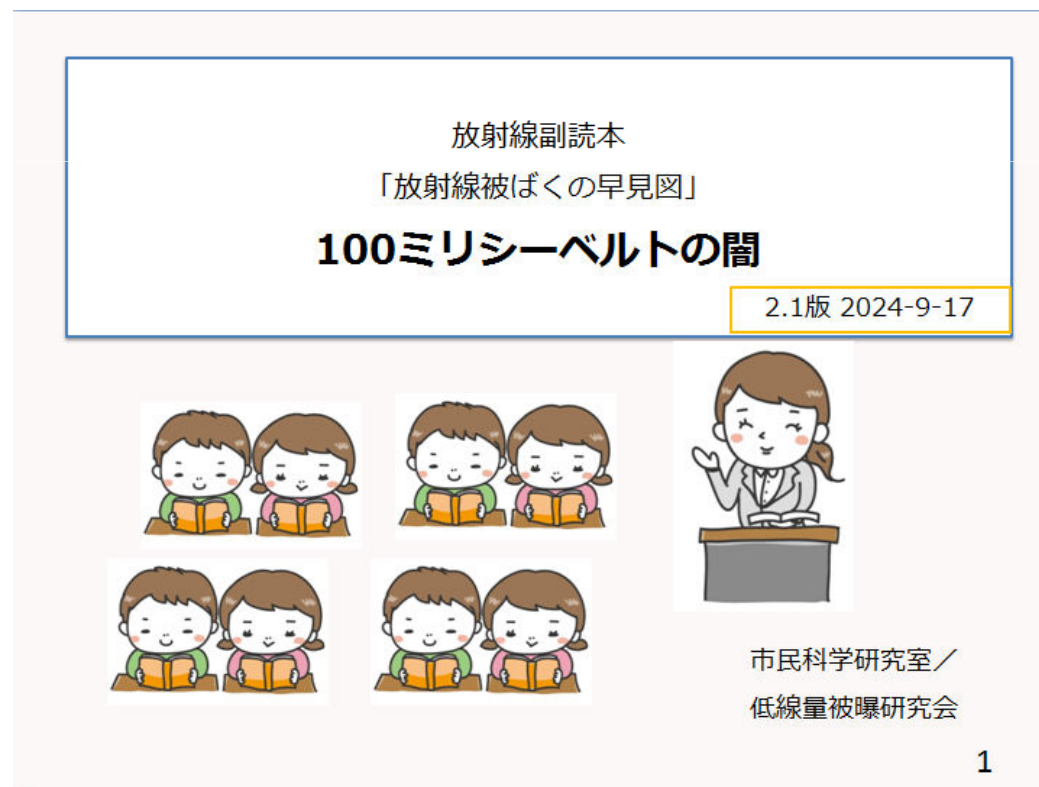 放射線副読本
「放射線被ばくの早見図」
100ミリシーベルトの闇
2.1版 2024-9-17
市民科学研究室／
低線量被曝研究会
1